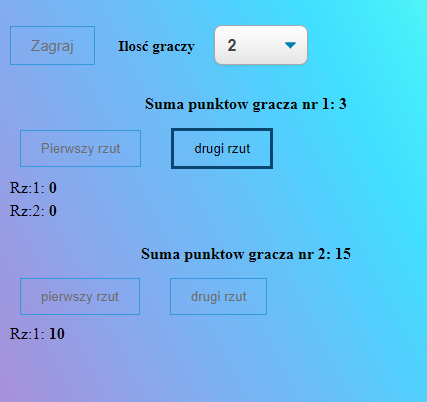 Zagraj Ilosć graczy 2
Suma punktow gracza nr 1: 3
Pierwszy rzut drugi rzut
Rz:1: 0
Rz:2: 0
Suma punktow gracza nr 2: 15
pierwszy rzut drugi rzut
Rz:1: 10